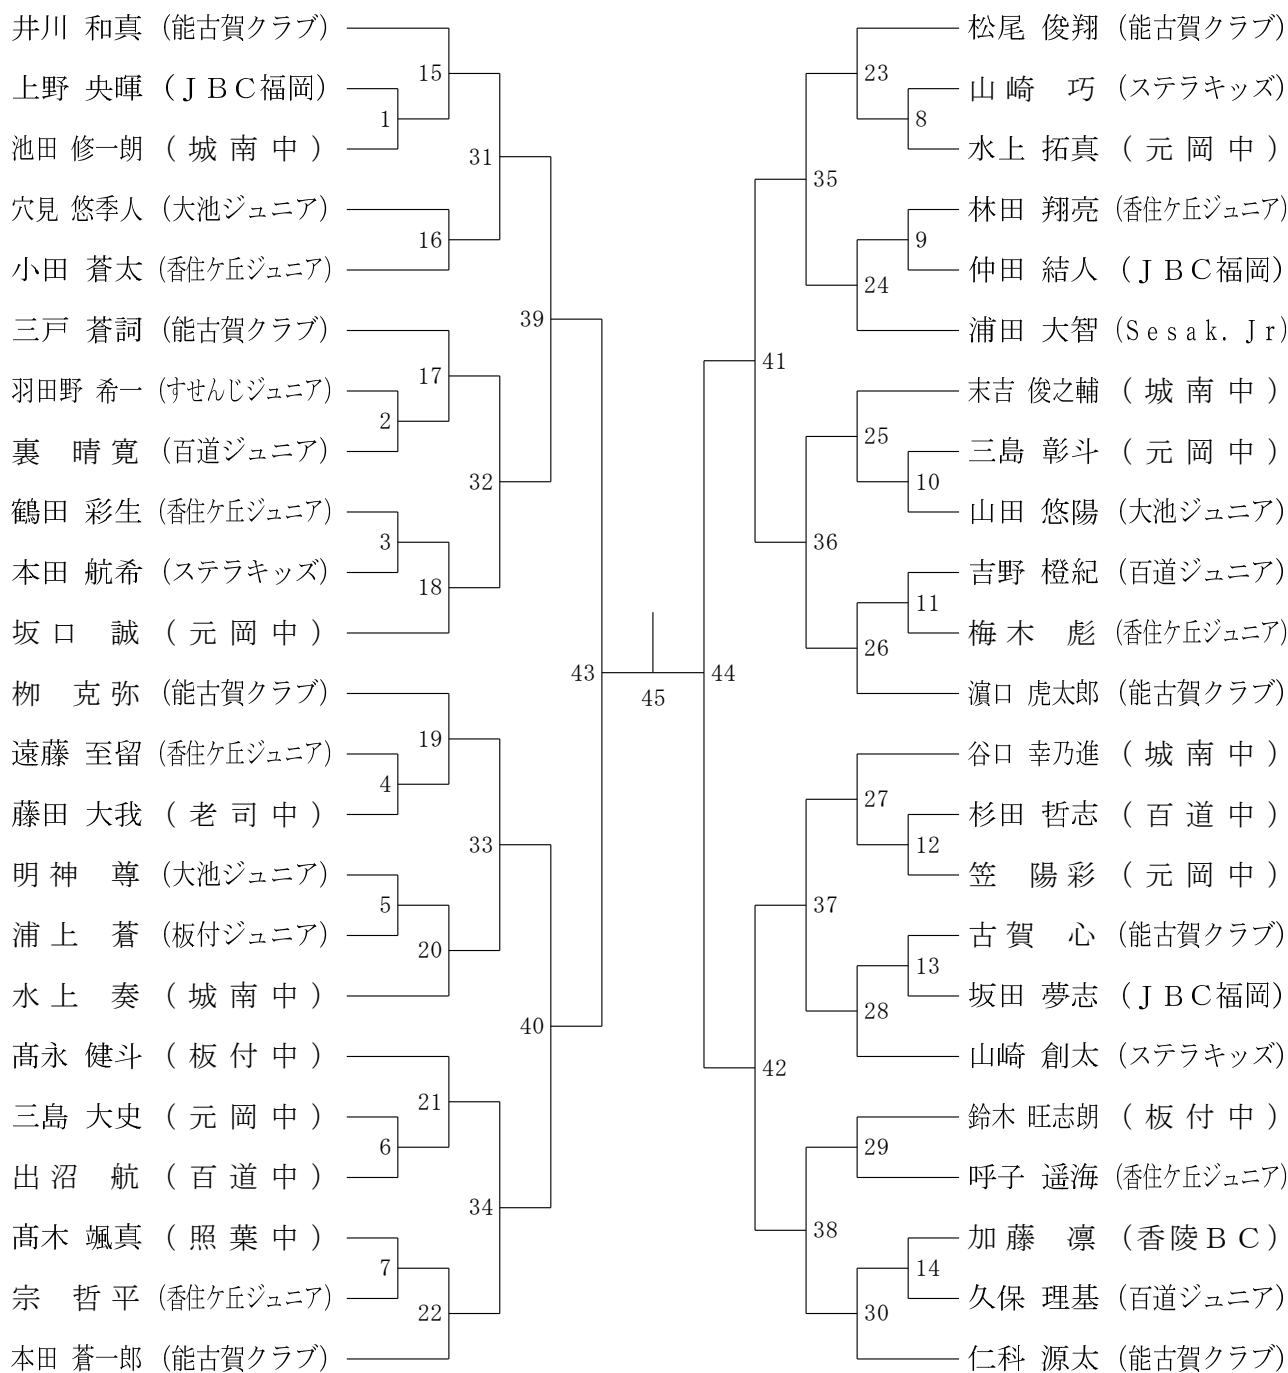 井川 和真 (能古賀クラブ)
上野 央暉 (ＪＢＣ福岡)
池田 修一朗 (城南中)
穴見 悠季人 (大池ジュニア)
小田 蒼太 (香住ケ丘ジュニア)
三戸 蒼詞 (能古賀クラブ)
羽田野 希一 (すせんじジュニア)
裏 晴寛 (百道ジュニア)
鶴田 彩生 (香住ケ丘ジュニア)
本田 航希 (ステラキッズ)
坂口 誠 (元岡中)
栁 克弥 (能古賀クラブ)
遠藤 至留 (香住ケ丘ジュニア)
藤田 大我 (老司中)
明神 尊 (大池ジュニア)
浦上 蒼 (板付ジュニア)
水上 奏 (城南中)
髙永 健斗 (板付中)
三島 大史 (元岡中)
出沼 航 (百道中)
髙木 颯真 (照葉中)
宗 哲平 (香住ケ丘ジュニア)
本田 蒼一郎 (能古賀クラブ)
1
2
3
4
5
6
7
15
16
17
18
19
20
21
22
31
32
33
34
39
40
43
45
44
41
42
35
36
37
38
23
24
25
26
27
28
29
30
8
9
10
11
12
13
14
松尾 俊翔 (能古賀クラブ)
山崎 巧 (ステラキッズ)
水上 拓真 (元岡中)
林田 翔亮 (香住ケ丘ジュニア)
仲田 結人 (ＪＢＣ福岡)
浦田 大智 (Sesak. Jr)
末吉 俊之輔 (城南中)
三島 彰斗 (元岡中)
山田 悠陽 (大池ジュニア)
吉野 橙紀 (百道ジュニア)
梅木 彪 (香住ケ丘ジュニア)
濵口 虎太郎 (能古賀クラブ)
谷口 幸乃進 (城南中)
杉田 哲志 (百道中)
笠 陽彩 (元岡中)
古賀 心 (能古賀クラブ)
坂田 夢志 (ＪＢＣ福岡)
山崎 創太 (ステラキッズ)
鈴木 旺志朗 (板付中)
呼子 遥海 (香住ケ丘ジュニア)
加藤 凛 (香陵ＢＣ)
久保 理基 (百道ジュニア)
仁科 源太 (能古賀クラブ)